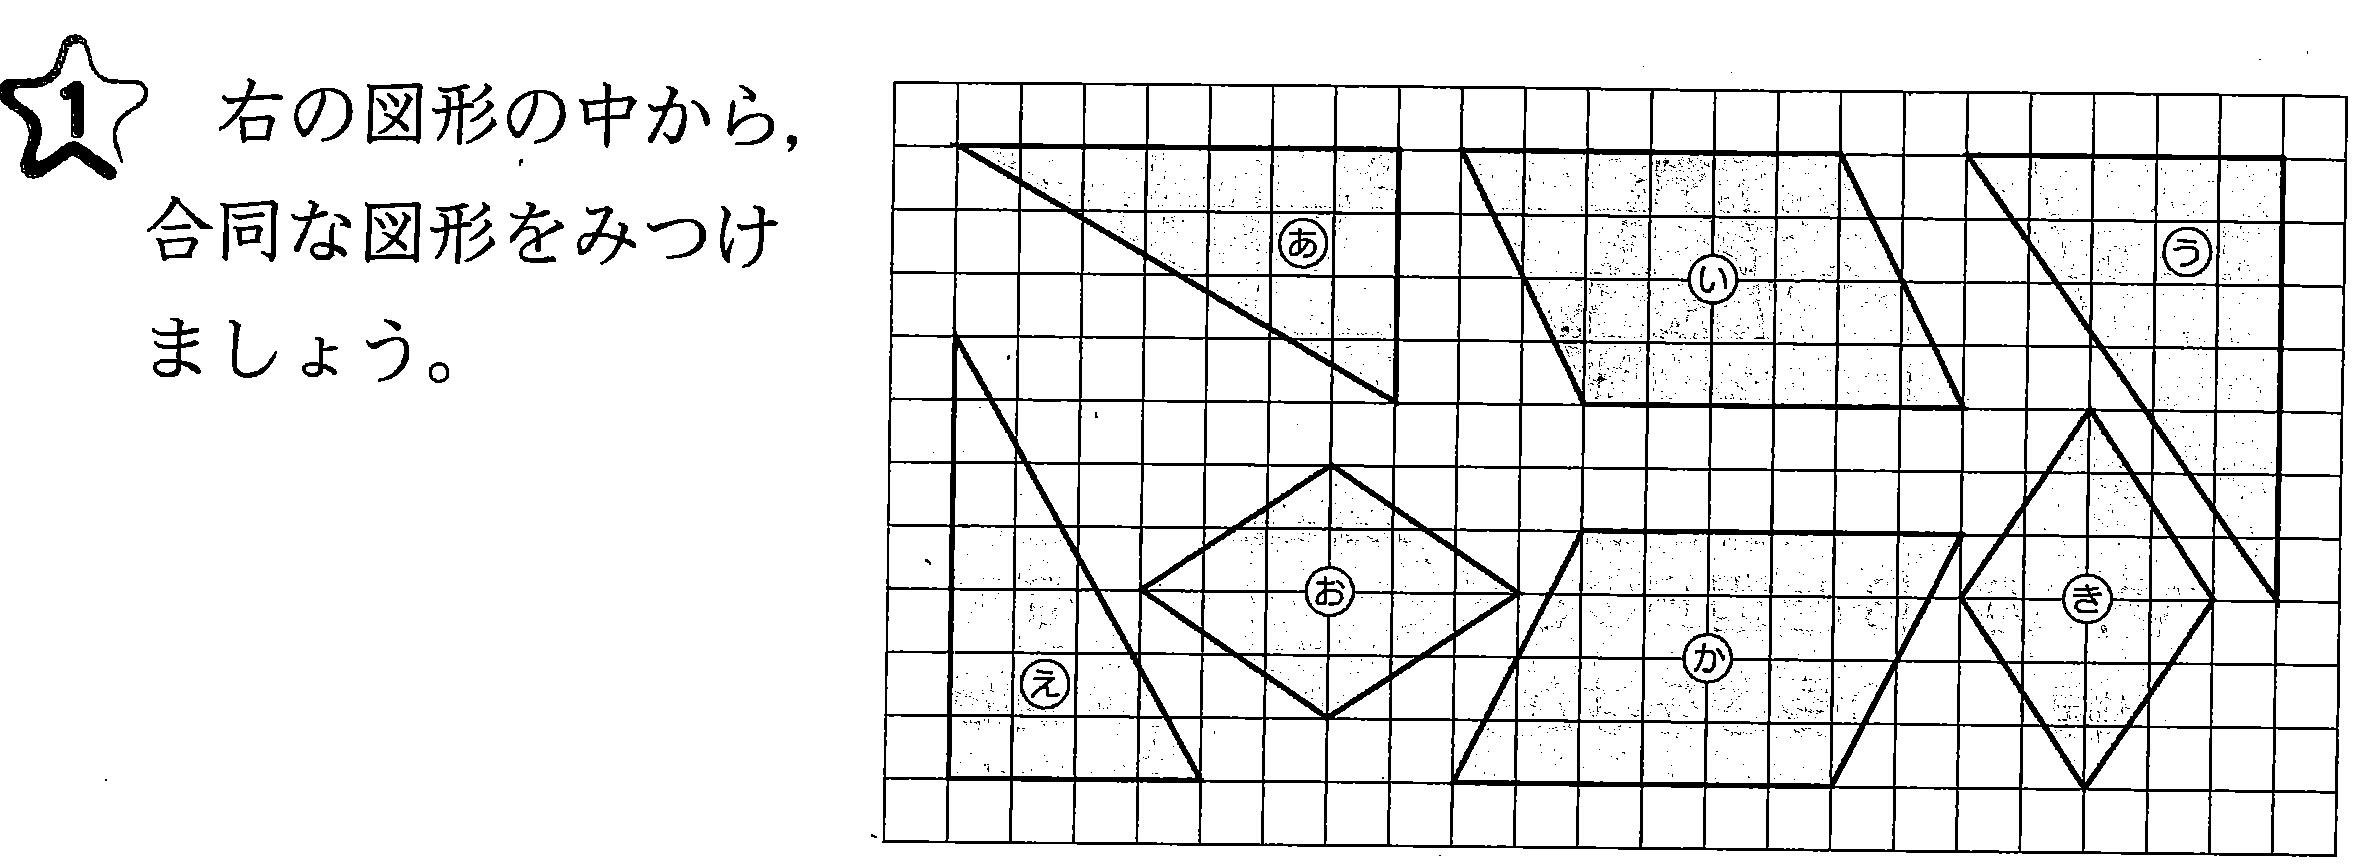 1 右の図形の中から,
合同な図形をみつけ
ましょう。
あ
い
う
え
お
か
き